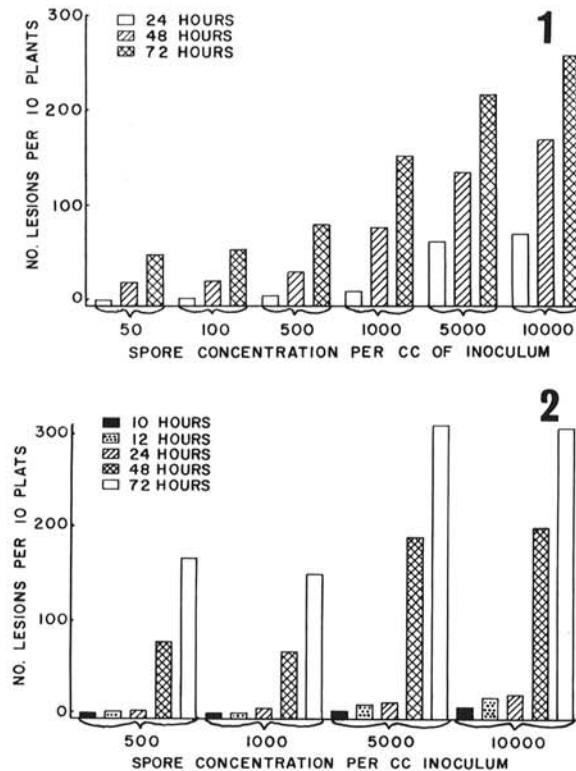 1
24 HOURS
48 HOURS
72 HOURS
NO. LESIONS PER 10 PLANTS
300
200
100
0
50 100 500 1000 5000 10000
SPORE CONCENTRATION PER CC OF INOCULUM
2
10 HOURS
12 HOURS
24 HOURS
48 HOURS
72 HOURS
NO. LESIONS PER 10 PLATS
300
200
100
0
500 1000 5000 10000
SPORE CONCENTRATION PER CC INOCULUM